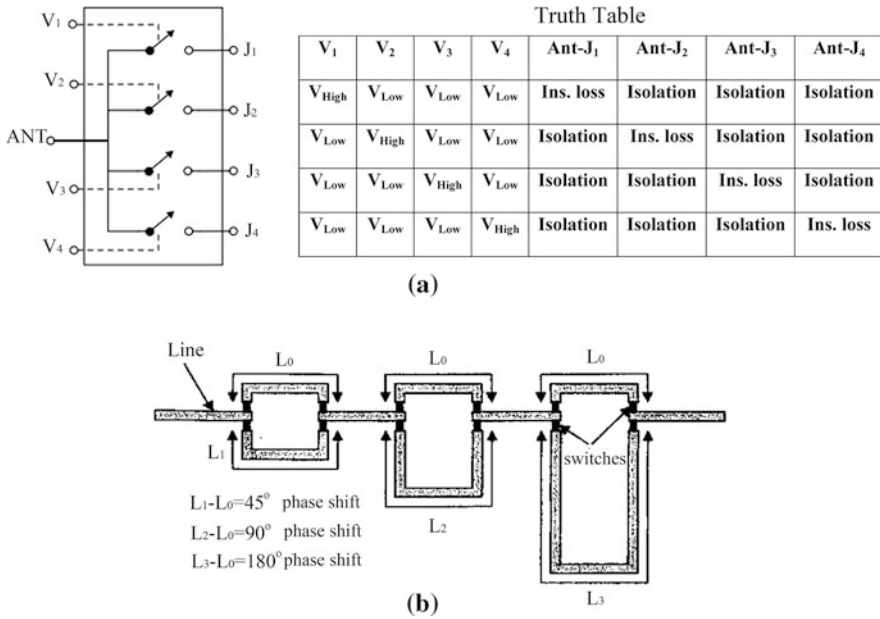 Truth Table
V1
V2
V3
V4
ANT
J1
J2
J3
J4
V1 V2 V3 V4 Ant-J1 Ant-J2 Ant-J3 Ant-J4
VHigh VLow VLow VLow Ins. loss Isolation Isolation Isolation
VLow VHigh VLow VLow Isolation Ins. loss Isolation Isolation
VLow VLow VHigh VLow Isolation Isolation Ins. loss Isolation
VLow VLow VLow VHigh Isolation Isolation Isolation Ins. loss
(a)
Line
L0 L0 L0
L1
switches
L2
L3
L1-L0=45° phase shift
L2-L0=90° phase shift
L3-L0=180° phase shift
(b)